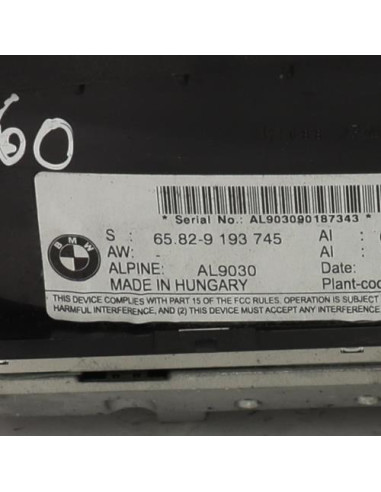 60
* Serial No.: AL903090187343 *
BMW
S : 65.82-9 193 745 AI :
AW: - AI :
ALPINE: AL9030
MADE IN HUNGARY Plant-cod
THIS DEVICE COMPLIES WITH PART 15 OF THE FCC RULES. OPERATION IS SUBJECT
HARMFUL INTERFERENCE, AND (2) THIS DEVICE MUST ACCEPT ANY INTERFERENCE